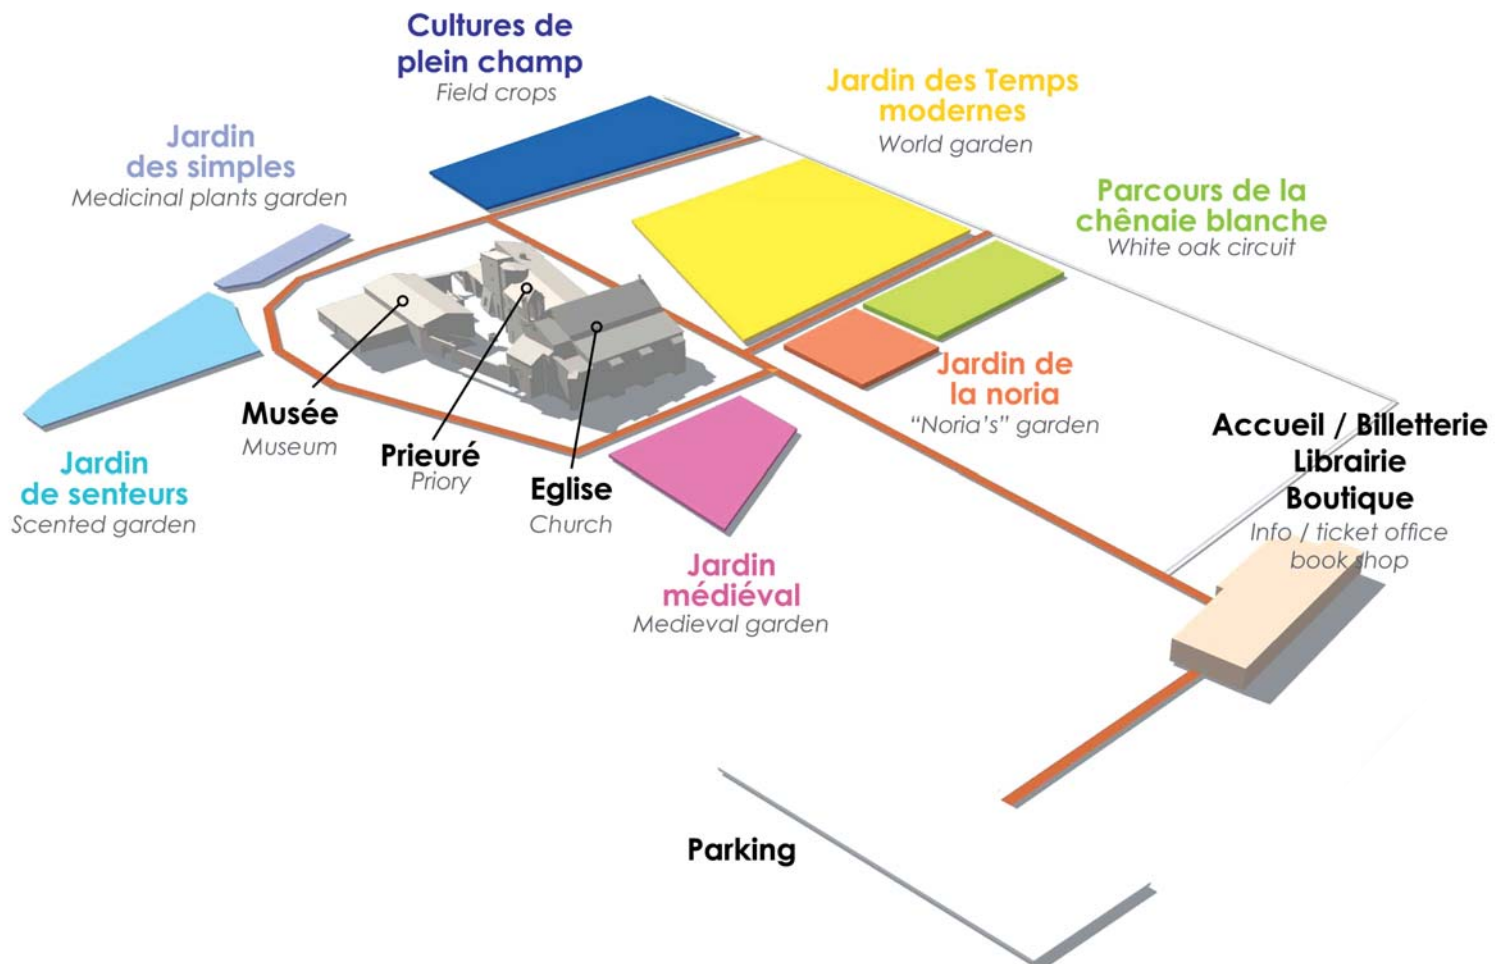 Cultures de
plein champ
Field crops
Jardin des Temps
modernes
World garden
Jardin
des simples
Medicinal plants garden
Parcours de la
chênaie blanche
White oak circuit
Jardin de
la noria
“Noria’s” garden
Accueil / Billetterie
Librairie
Boutique
Info / ticket office
book shop
Musée
Museum
Prieuré
Priory
Eglise
Church
Jardin
de senteurs
Scented garden
Jardin
médiéval
Medieval garden
Parking